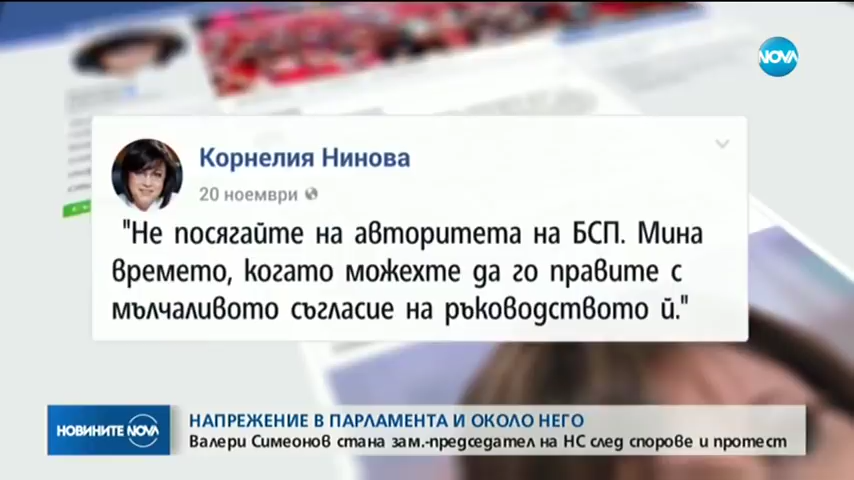 NOVA
Корнелия Нинова
20 ноември
"Не посягайте на авторитета на БСП. Мина
времето, когато можехте да го правите с
мълчаливото съгласие на ръководството й."
НОВИНИТЕ NOVA
НАПРЕЖЕНИЕ В ПАРЛАМЕНТА И ОКОЛО НЕГО
Валери Симеонов стана зам.-председател на НС след спорове и протест